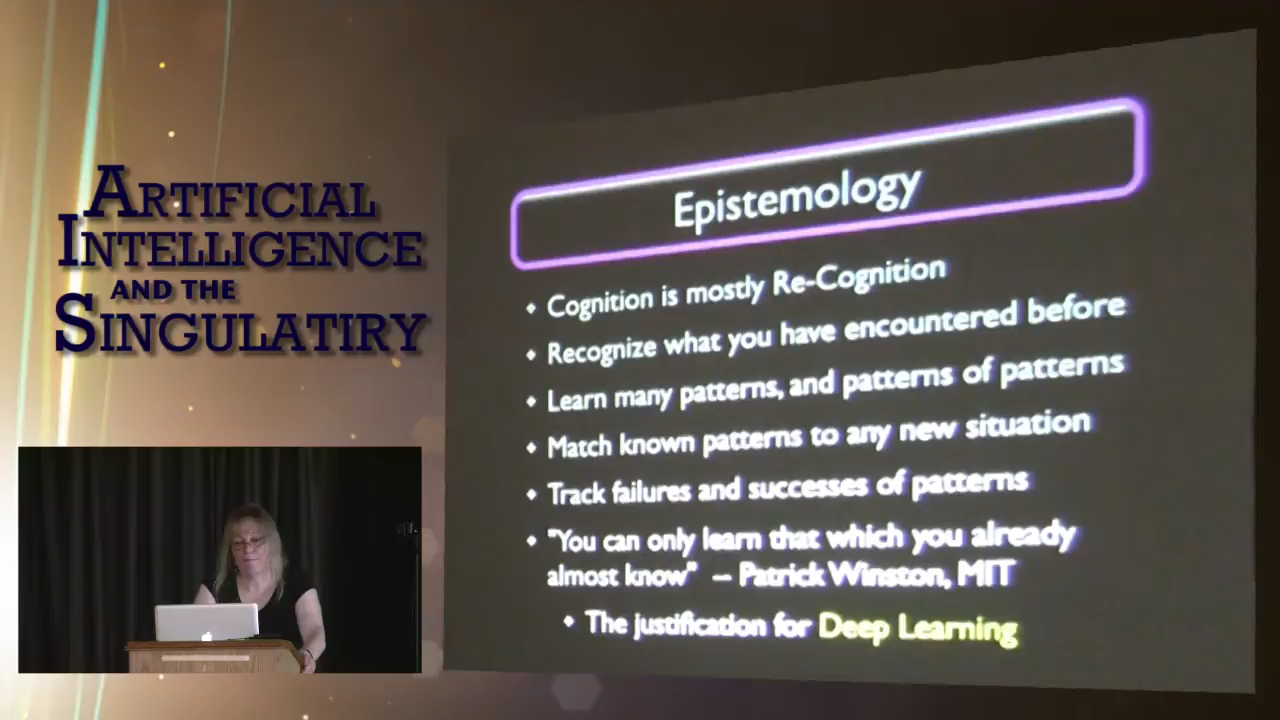 ARTIFICIAL
INTELLIGENCE
AND THE
SINGULATIRY
Epistemology
• Cognition is mostly Re-Cognition
• Recognize what you have encountered before
• Learn many patterns, and patterns of patterns
• Match known patterns to any new situation
• Track failures and successes of patterns
• "You can only learn that which you already
almost know" – Patrick Winston, MIT
• The justification for Deep Learning